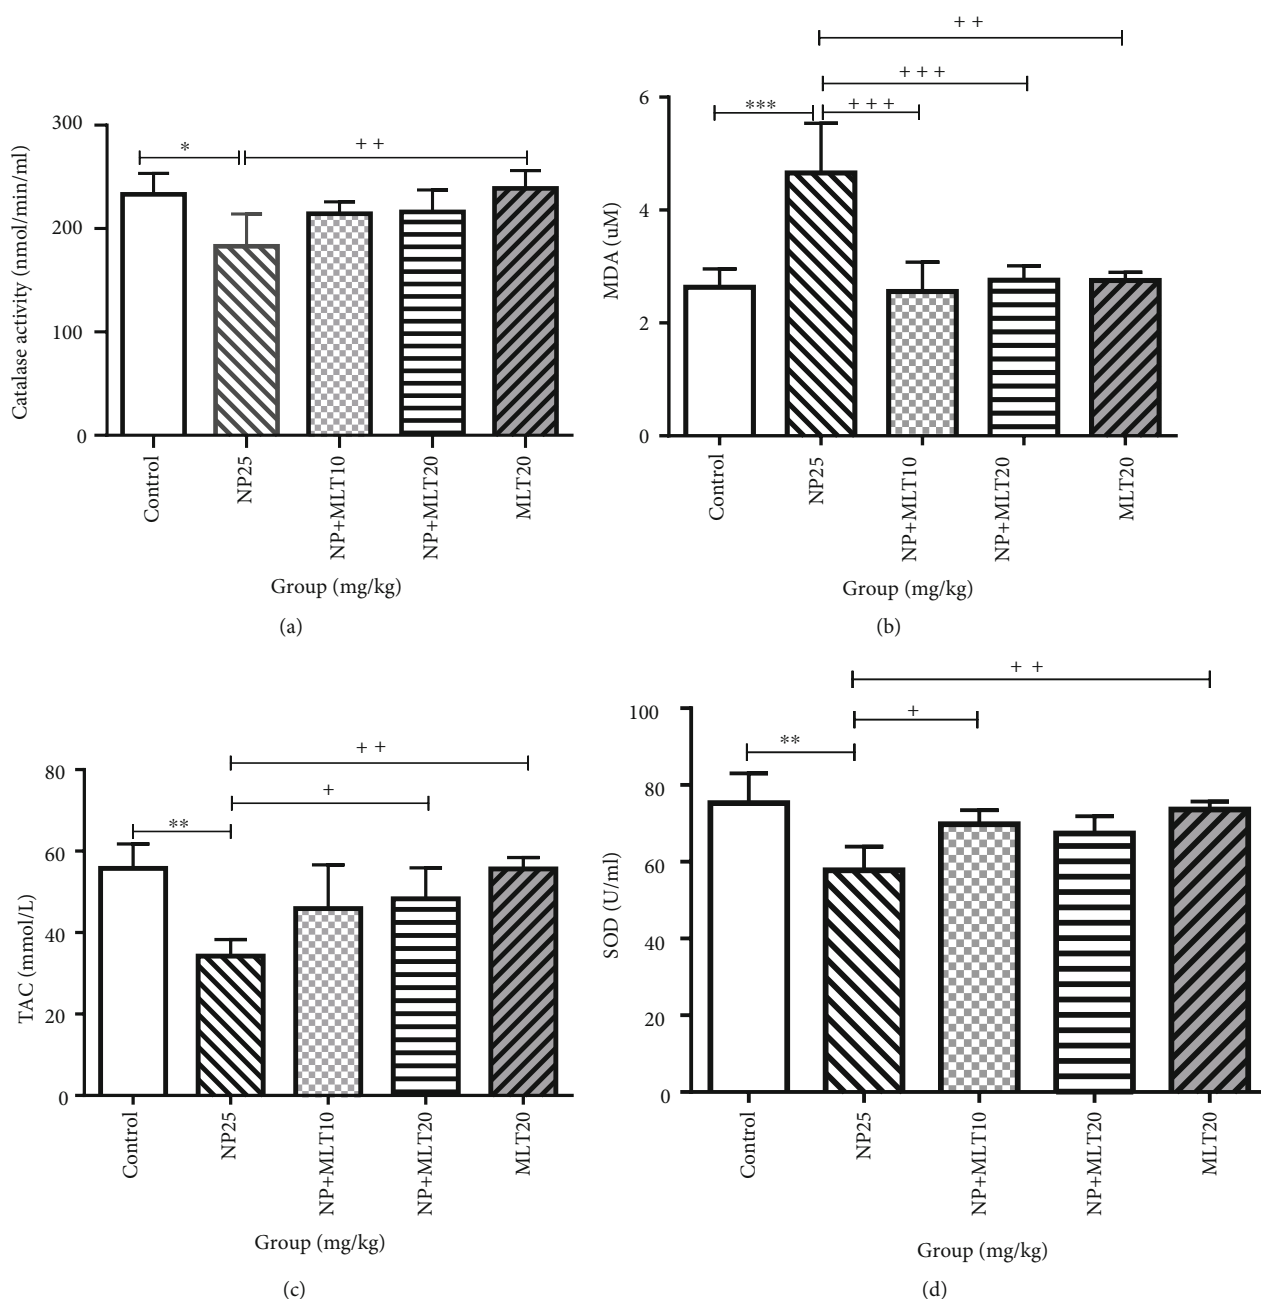 Catalase activity (nmol/min/ml)
300
200
100
0
*
+ +
Control
NP25
NP+MLT10
NP+MLT20
MLT20
Group (mg/kg)
(a)
MDA (uM)
6
4
2
0
***
+ + +
+ + +
+ +
Control
NP25
NP+MLT10
NP+MLT20
MLT20
Group (mg/kg)
(b)
TAC (mmol/L)
80
60
40
20
0
**
+
+ +
Control
NP25
NP+MLT10
NP+MLT20
MLT20
Group (mg/kg)
(c)
SOD (U/ml)
100
80
60
40
20
0
**
+
+ +
Control
NP25
NP+MLT10
NP+MLT20
MLT20
Group (mg/kg)
(d)